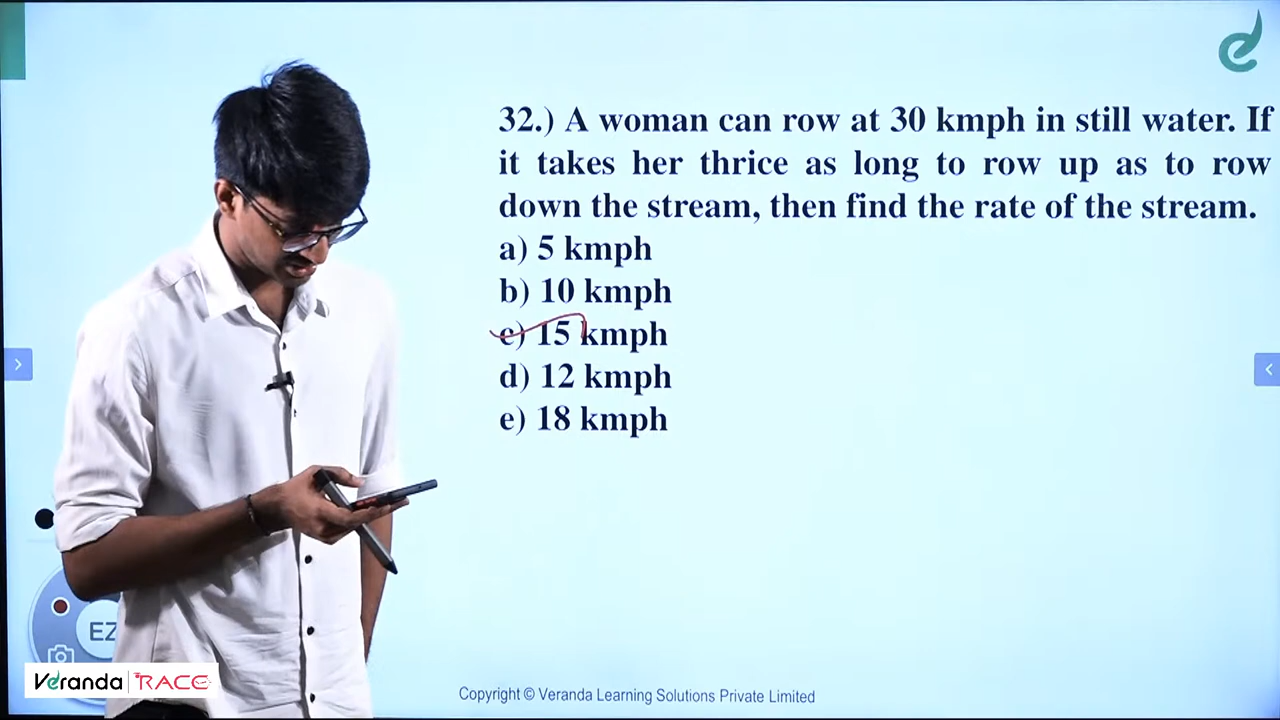 32.) A woman can row at 30 kmph in still water. If
it takes her thrice as long to row up as to row
down the stream, then find the rate of the stream.
a) 5 kmph
b) 10 kmph
c) 15 kmph
d) 12 kmph
e) 18 kmph
EZ
Veranda RACE
Copyright © Veranda Learning Solutions Private Limited